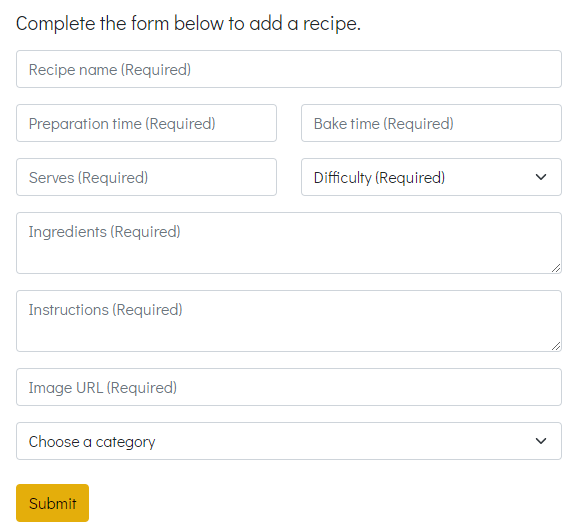 Complete the form below to add a recipe.
Recipe name (Required)
Preparation time (Required)
Bake time (Required)
Serves (Required)
Difficulty (Required)
Ingredients (Required)
Instructions (Required)
Image URL (Required)
Choose a category
Submit